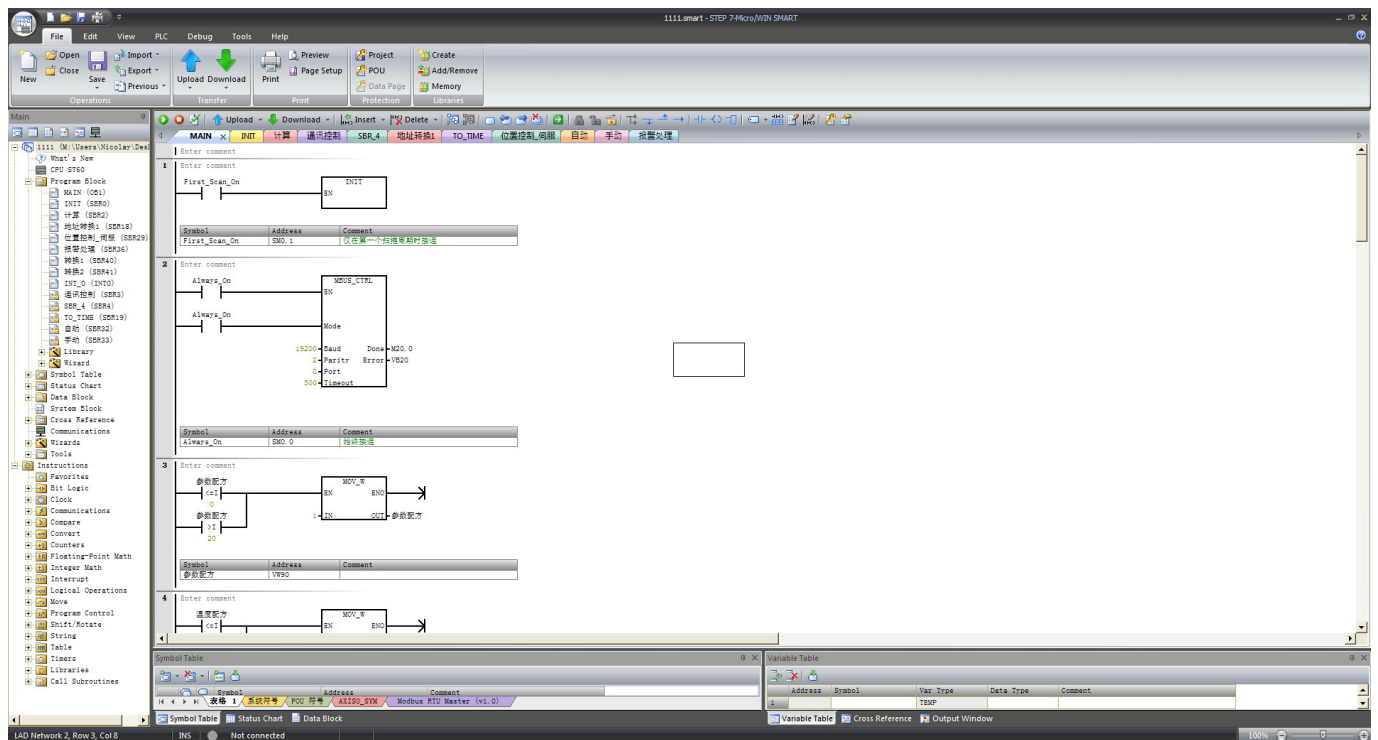 1111.smart - STEP 7-Micro/WIN SMART
File Edit View PLC Debug Tools Help
New Open Close Save Import Export Previous Upload Download Print Preview Page Setup Project POU Data Page Create Add/Remove Memory
Operations Transfer Print Protection Libraries
Main
Upload Download Insert Delete
MAIN INIT 计算 通讯控制 SBR_4 地址转换1 TO_TIME 位置控制_伺服 自动 手动 报警处理
1111 (M:\Users\Nicolay\Desl
What's New
CPU ST60
Program Block
MAIN (OB1)
INIT (SBR0)
计算 (SBR2)
地址转换1 (SBR18)
位置控制_伺服 (SBR29)
报警处理 (SBR36)
转换1 (SBR40)
转换2 (SBR41)
INT_0 (INT0)
通讯控制 (SBR3)
SBR_4 (SBR4)
TO_TIME (SBR19)
自动 (SBR32)
手动 (SBR33)
Library
Wizard
Symbol Table
Status Chart
Data Block
System Block
Cross Reference
Communications
Wizards
Tools
Instructions
Favorites
Bit Logic
Clock
Communications
Compare
Convert
Counters
Floating-Point Math
Integer Math
Interrupt
Logical Operations
Move
Program Control
Shift/Rotate
String
Table
Timers
Libraries
Call Subroutines
Enter comment
1 Enter comment
First_Scan_On INIT
EN
Symbol Address Comment
First_Scan_On SM0.1 仅在第一个扫描周期时接通
2 Enter comment
Always_On MBUS_CTRL
EN
Always_On
Mode
19200 Baud Done M20.0
2 Parity Error VB20
0 Port
500 Timeout
Symbol Address Comment
Always_On SM0.0 始终接通
3 Enter comment
参数配方 MOV_W
<=I EN ENO
0
参数配方 1 IN OUT 参数配方
>I
20
Symbol Address Comment
参数配方 VW90
4 Enter comment
温度配方 MOV_W
<=I EN ENO
Symbol Table
Symbol Address Comment
表格 1 系统符号 POU 符号 AXIS0_SYM Modbus RTU Master (v1.0)
Symbol Table Status Chart Data Block
Variable Table
Address Symbol Var Type Data Type Comment
1 TEMP
Variable Table Cross Reference Output Window
LAD Network 2, Row 3, Col 8 INS Not connected 100%